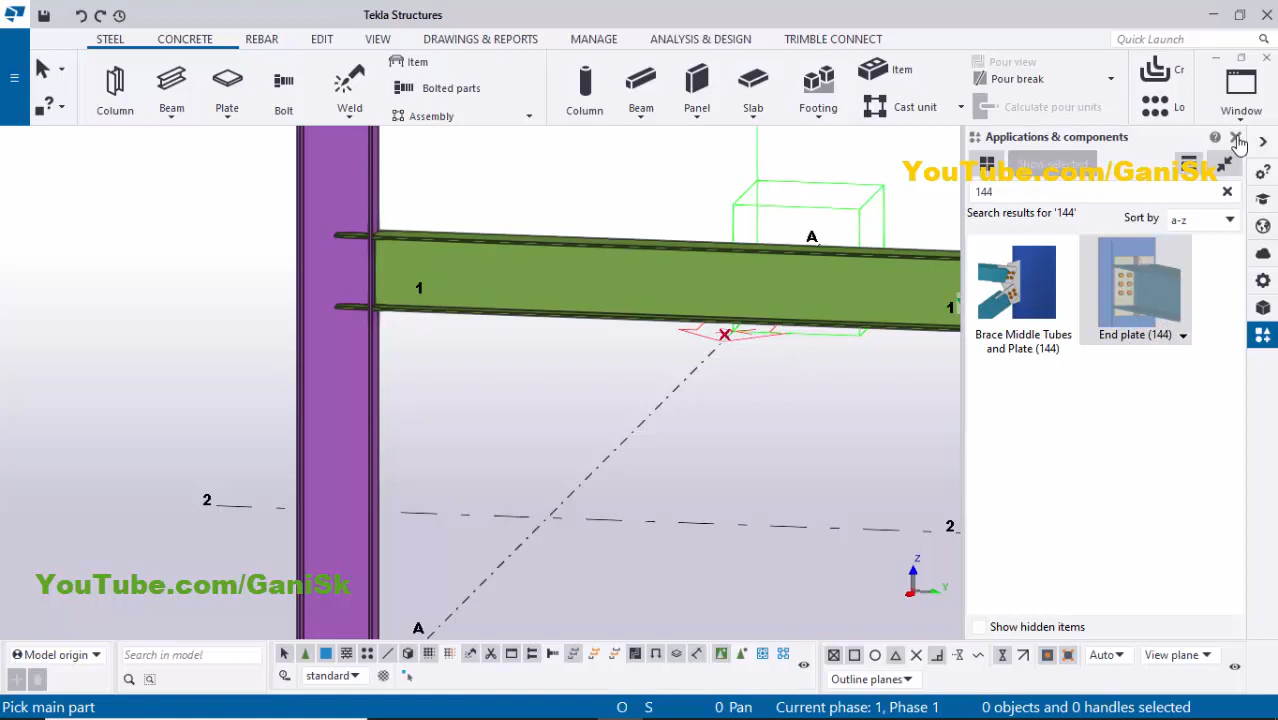 Tekla Structures
STEEL CONCRETE REBAR EDIT VIEW DRAWINGS & REPORTS MANAGE ANALYSIS & DESIGN TRIMBLE CONNECT Quick Launch
Column Beam Plate Bolt Weld Item Bolted parts Assembly Column Beam Panel Slab Footing Item Cast unit Pour view Pour break Calculate pour units Cr Lo Window
Applications & components
Show selected
YouTube.com/GaniSk
144
Search results for '144'
Sort by a-z
Brace Middle Tubes and Plate (144)
End plate (144)
A
1
1
X
2
2
Z
Y
A
YouTube.com/GaniSk
Show hidden items
Model origin
Search in model
standard
Auto
View plane
Outline planes
Pick main part
O S 0 Pan Current phase: 1, Phase 1 0 objects and 0 handles selected